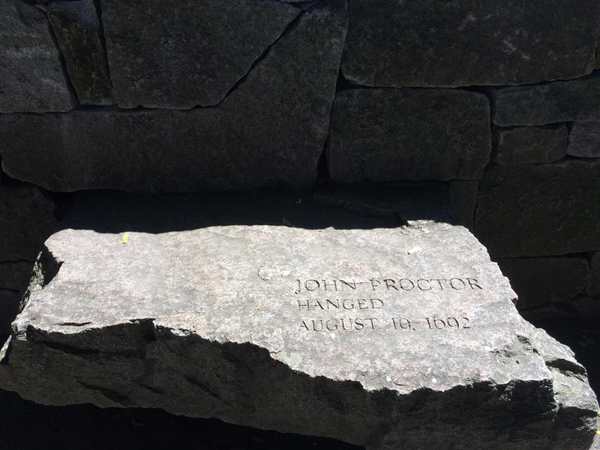 JOHN PROCTOR
HANGED
AUGUST 19, 1692